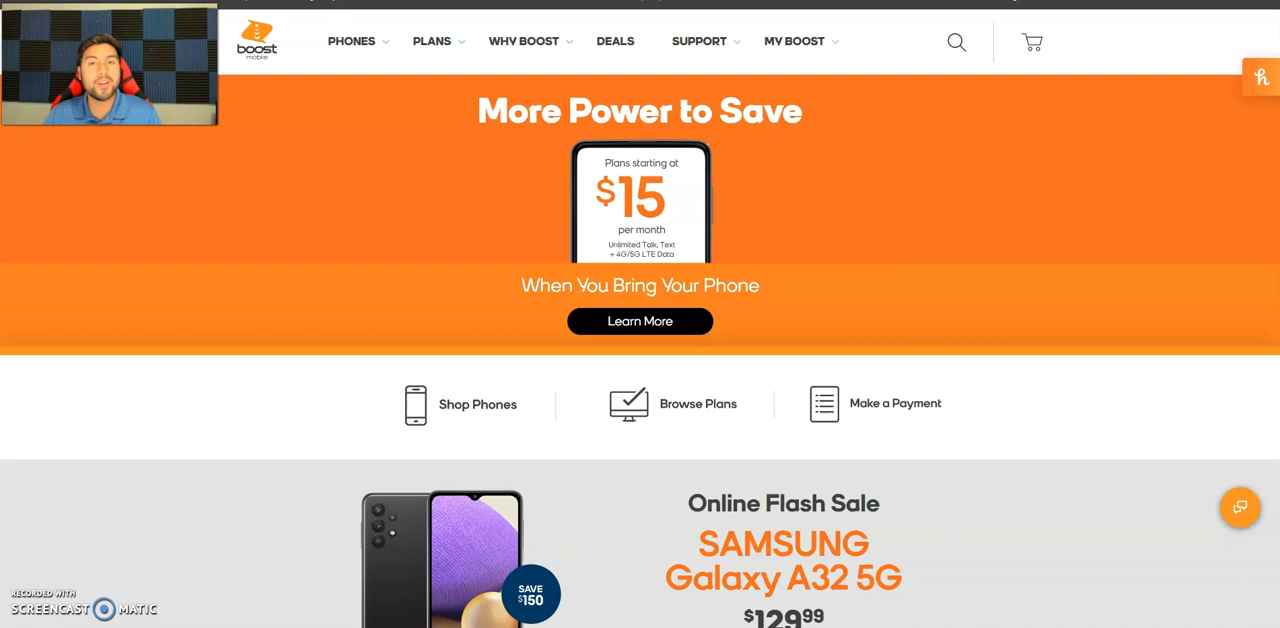 boost
mobile
PHONES
PLANS
WHY BOOST
DEALS
SUPPORT
MY BOOST
h
More Power to Save
Plans starting at
$15
per month
Unlimited Talk, Text
+ 4G/5G LTE Data
When You Bring Your Phone
Learn More
Shop Phones
Browse Plans
Make a Payment
Online Flash Sale
SAMSUNG
Galaxy A32 5G
$129.99
SAVE
$150
RECORDED WITH
SCREENCAST MATIC